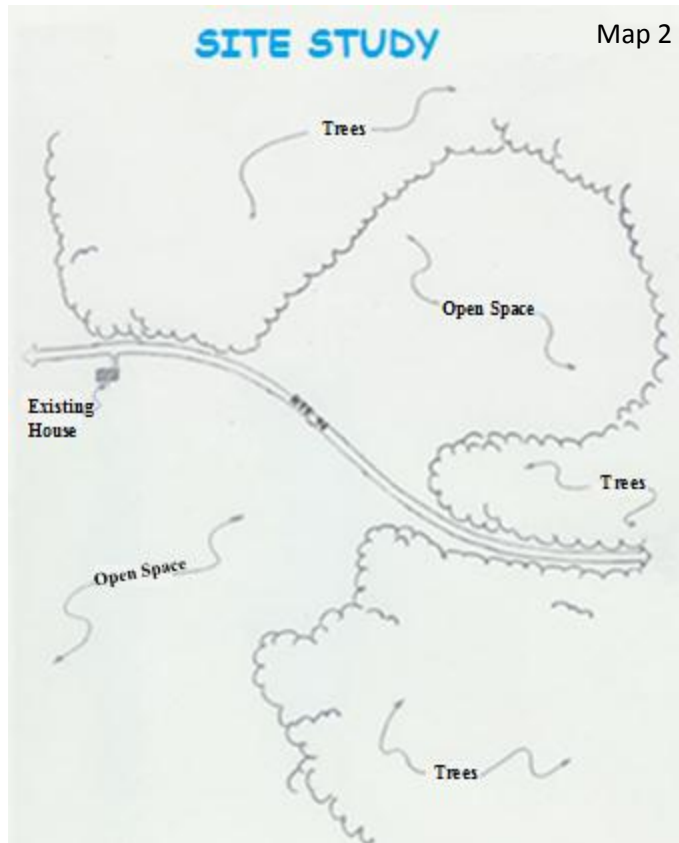 SITE STUDY
Map 2
Trees
Open Space
Existing
House
Trees
Open Space
Trees